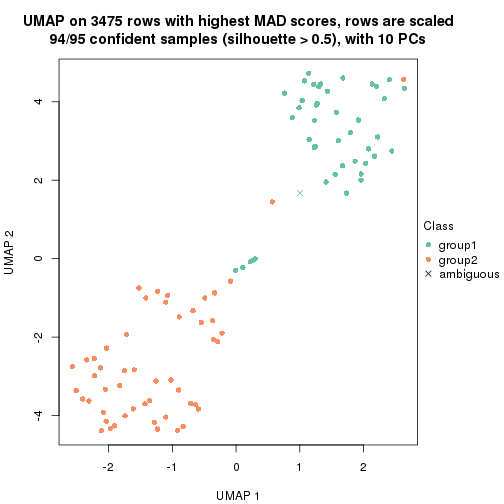 UMAP on 3475 rows with highest MAD scores, rows are scaled
94/95 confident samples (silhouette > 0.5), with 10 PCs
4
2
0
-2
-4
UMAP 2
-2
-1
0
1
2
UMAP 1
Class
group1
group2
ambiguous